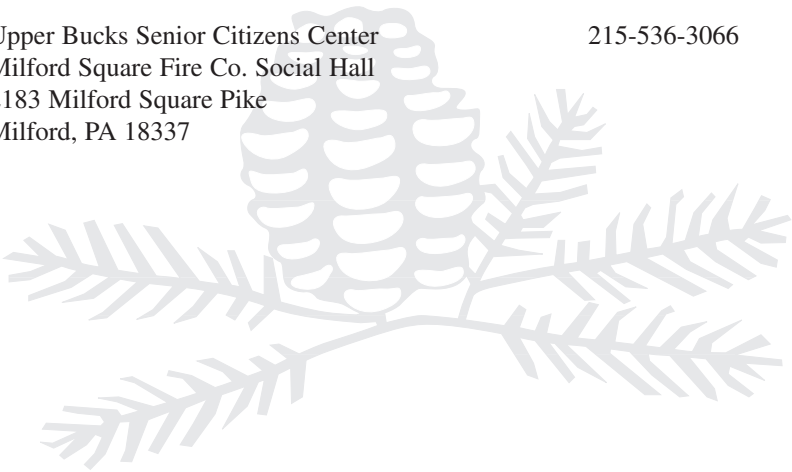 Upper Bucks Senior Citizens Center 215-536-3066
Milford Square Fire Co. Social Hall
2183 Milford Square Pike
Milford, PA 18337